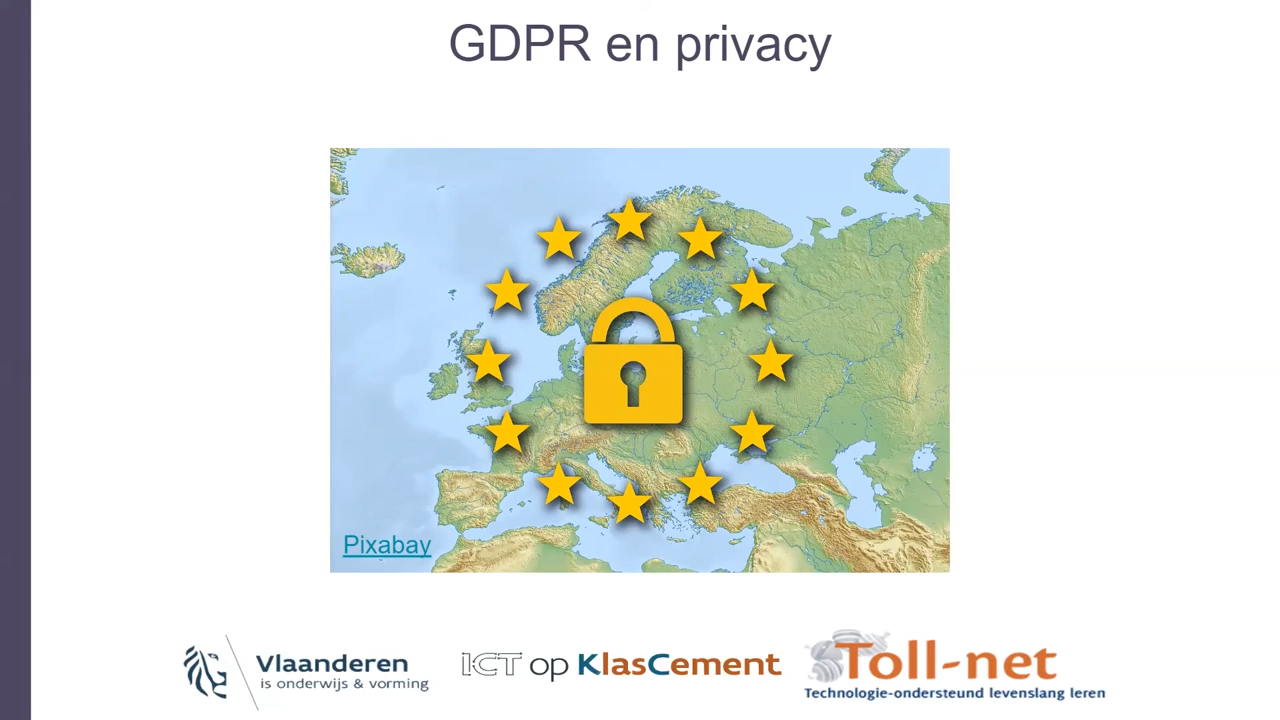 GDPR en privacy
Pixabay
Vlaanderen
is onderwijs & vorming
ICT op KlasCement
Toll-net
Technologie-ondersteund levenslang leren